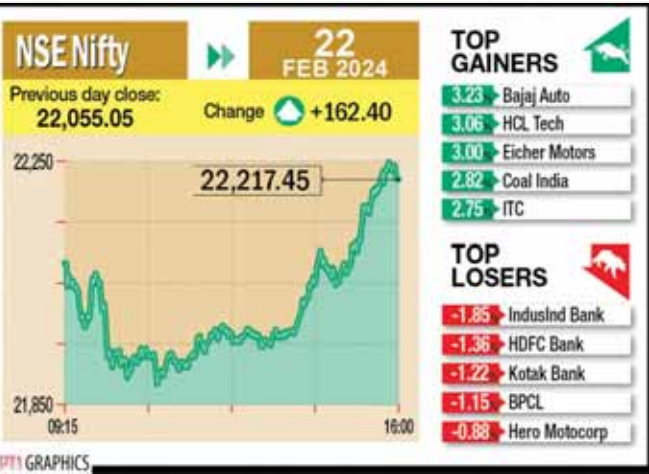 NSE Nifty
22
FEB 2024
Previous day close:
22,055.05
Change
+162.40
22,250
22,217.45
21,850
09:15
16:00
TOP
GAINERS
3.23 Bajaj Auto
3.06 HCL Tech
3.00 Eicher Motors
2.82 Coal India
2.75 ITC
TOP
LOSERS
-1.85 IndusInd Bank
-1.36 HDFC Bank
-1.22 Kotak Bank
-1.15 BPCL
-0.88 Hero Motocorp
PTI GRAPHICS